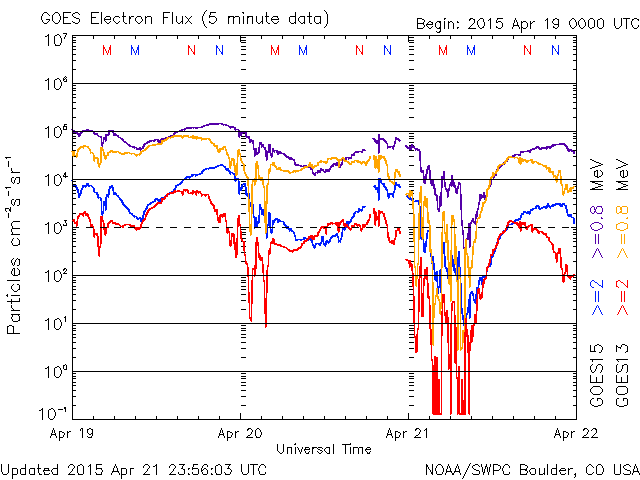 GOES Electron Flux (5 minute data)
Begin: 2015 Apr 19 0000 UTC
M M N N M M N N M M N N
10⁷
10⁶
10⁵
10⁴
10³
10²
10¹
10⁰
10⁻¹
Particles cm⁻²s⁻¹sr⁻¹
GOES15 >=2 >=0.8 MeV
GOES13 >=2 >=0.8 MeV
Apr 19 Apr 20 Apr 21 Apr 22
Universal Time
Updated 2015 Apr 21 23:56:03 UTC
NOAA/SWPC Boulder, CO USA